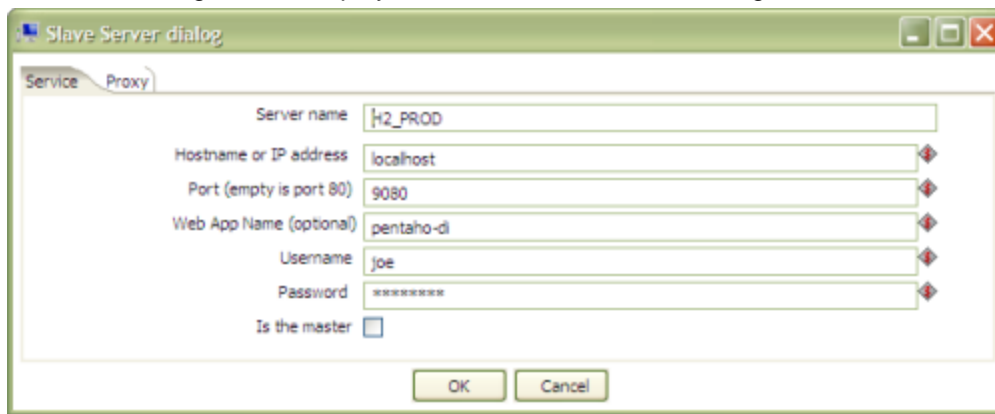 Slave Server dialog
Service Proxy
Server name H2_PROD
Hostname or IP address localhost
Port (empty is port 80) 9080
Web App Name (optional) pentaho-di
Username joe
Password ********
Is the master
OK Cancel